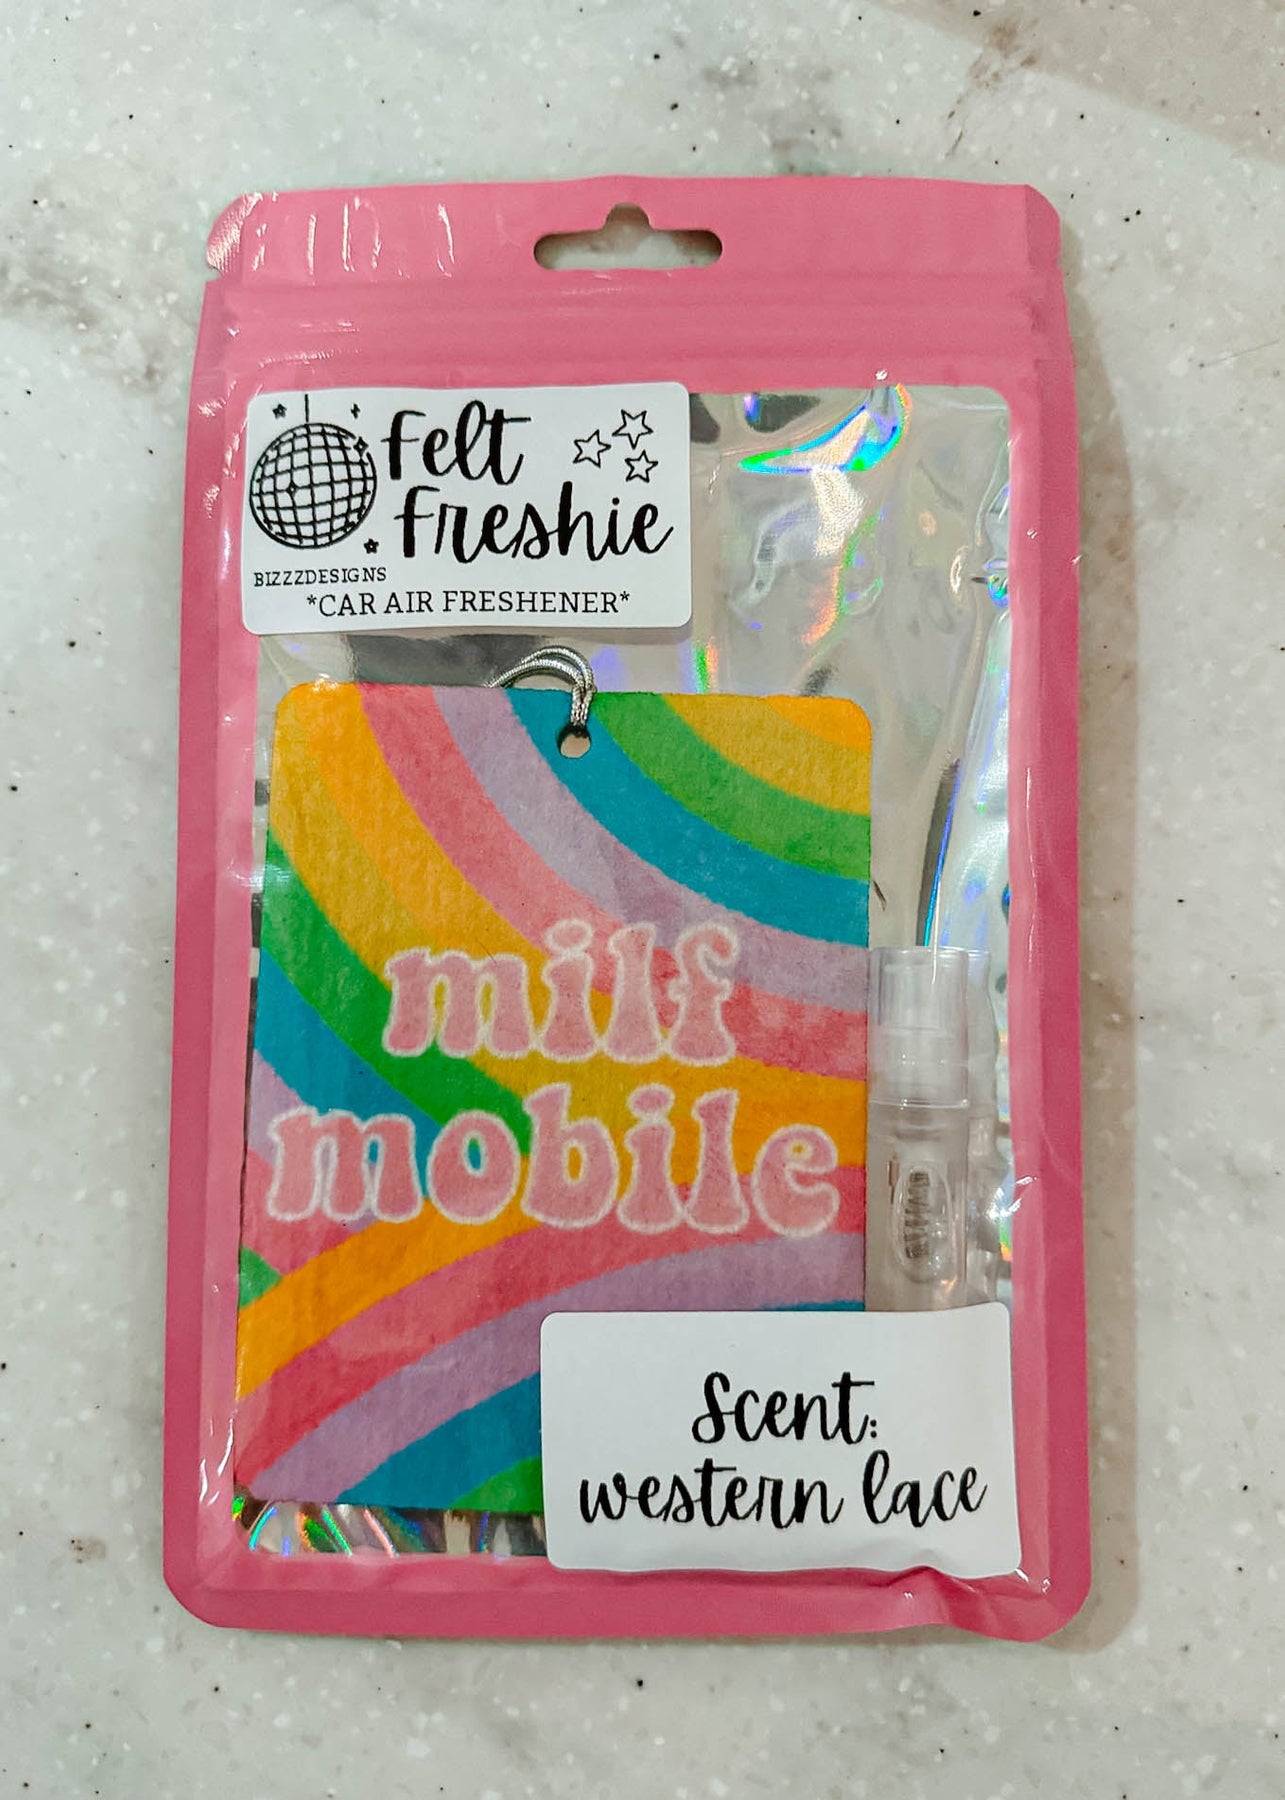 Felt
Freshie
BIZZZDESIGNS
*CAR AIR FRESHENER*
milf
mobile
Scent:
western lace